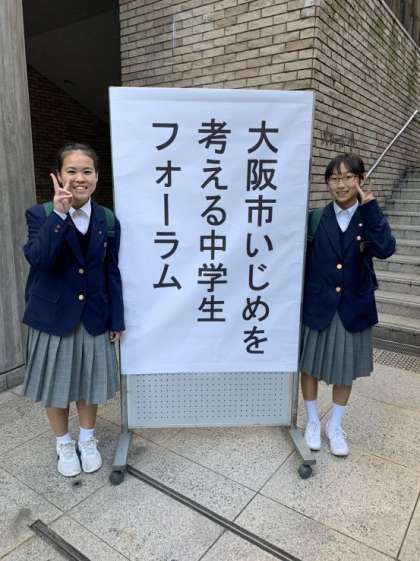 大阪市いじめを
考える中学生
フォーラム